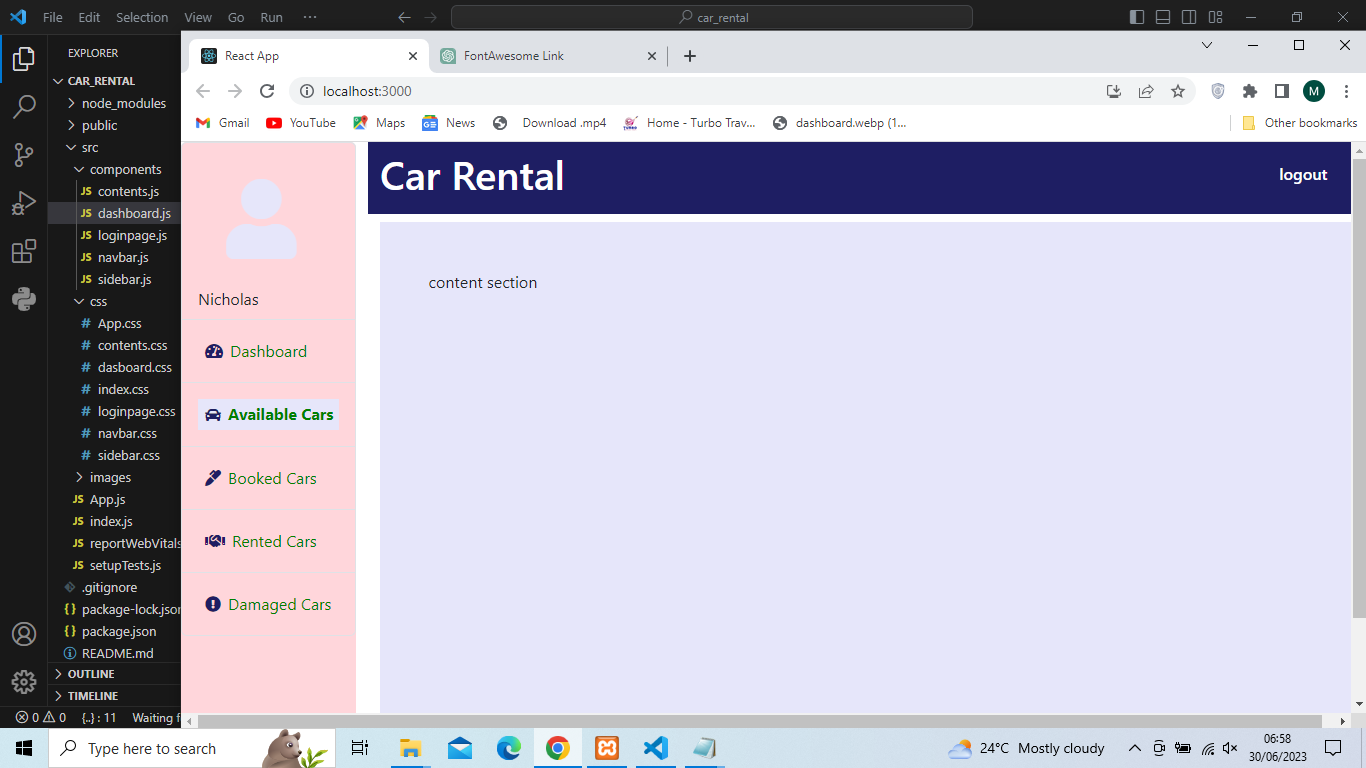 File Edit Selection View Go Run ··· car_rental
EXPLORER
CAR_RENTAL
node_modules
public
src
components
JS contents.js
JS dashboard.js
JS loginpage.js
JS navbar.js
JS sidebar.js
css
# App.css
# contents.css
# dasboard.css
# index.css
# loginpage.css
# navbar.css
# sidebar.css
images
JS App.js
JS index.js
JS reportWebVitals
JS setupTests.js
.gitignore
{} package-lock.jsor
{} package.json
README.md
OUTLINE
TIMELINE
0 0 {..} : 11 Waiting f
React App FontAwesome Link
localhost:3000 M
Gmail YouTube Maps News Download .mp4 Home - Turbo Trav... dashboard.webp (1... Other bookmarks
Car Rental logout
Nicholas
Dashboard
Available Cars
Booked Cars
Rented Cars
Damaged Cars
content section
Type here to search 24°C Mostly cloudy 06:58
30/06/2023